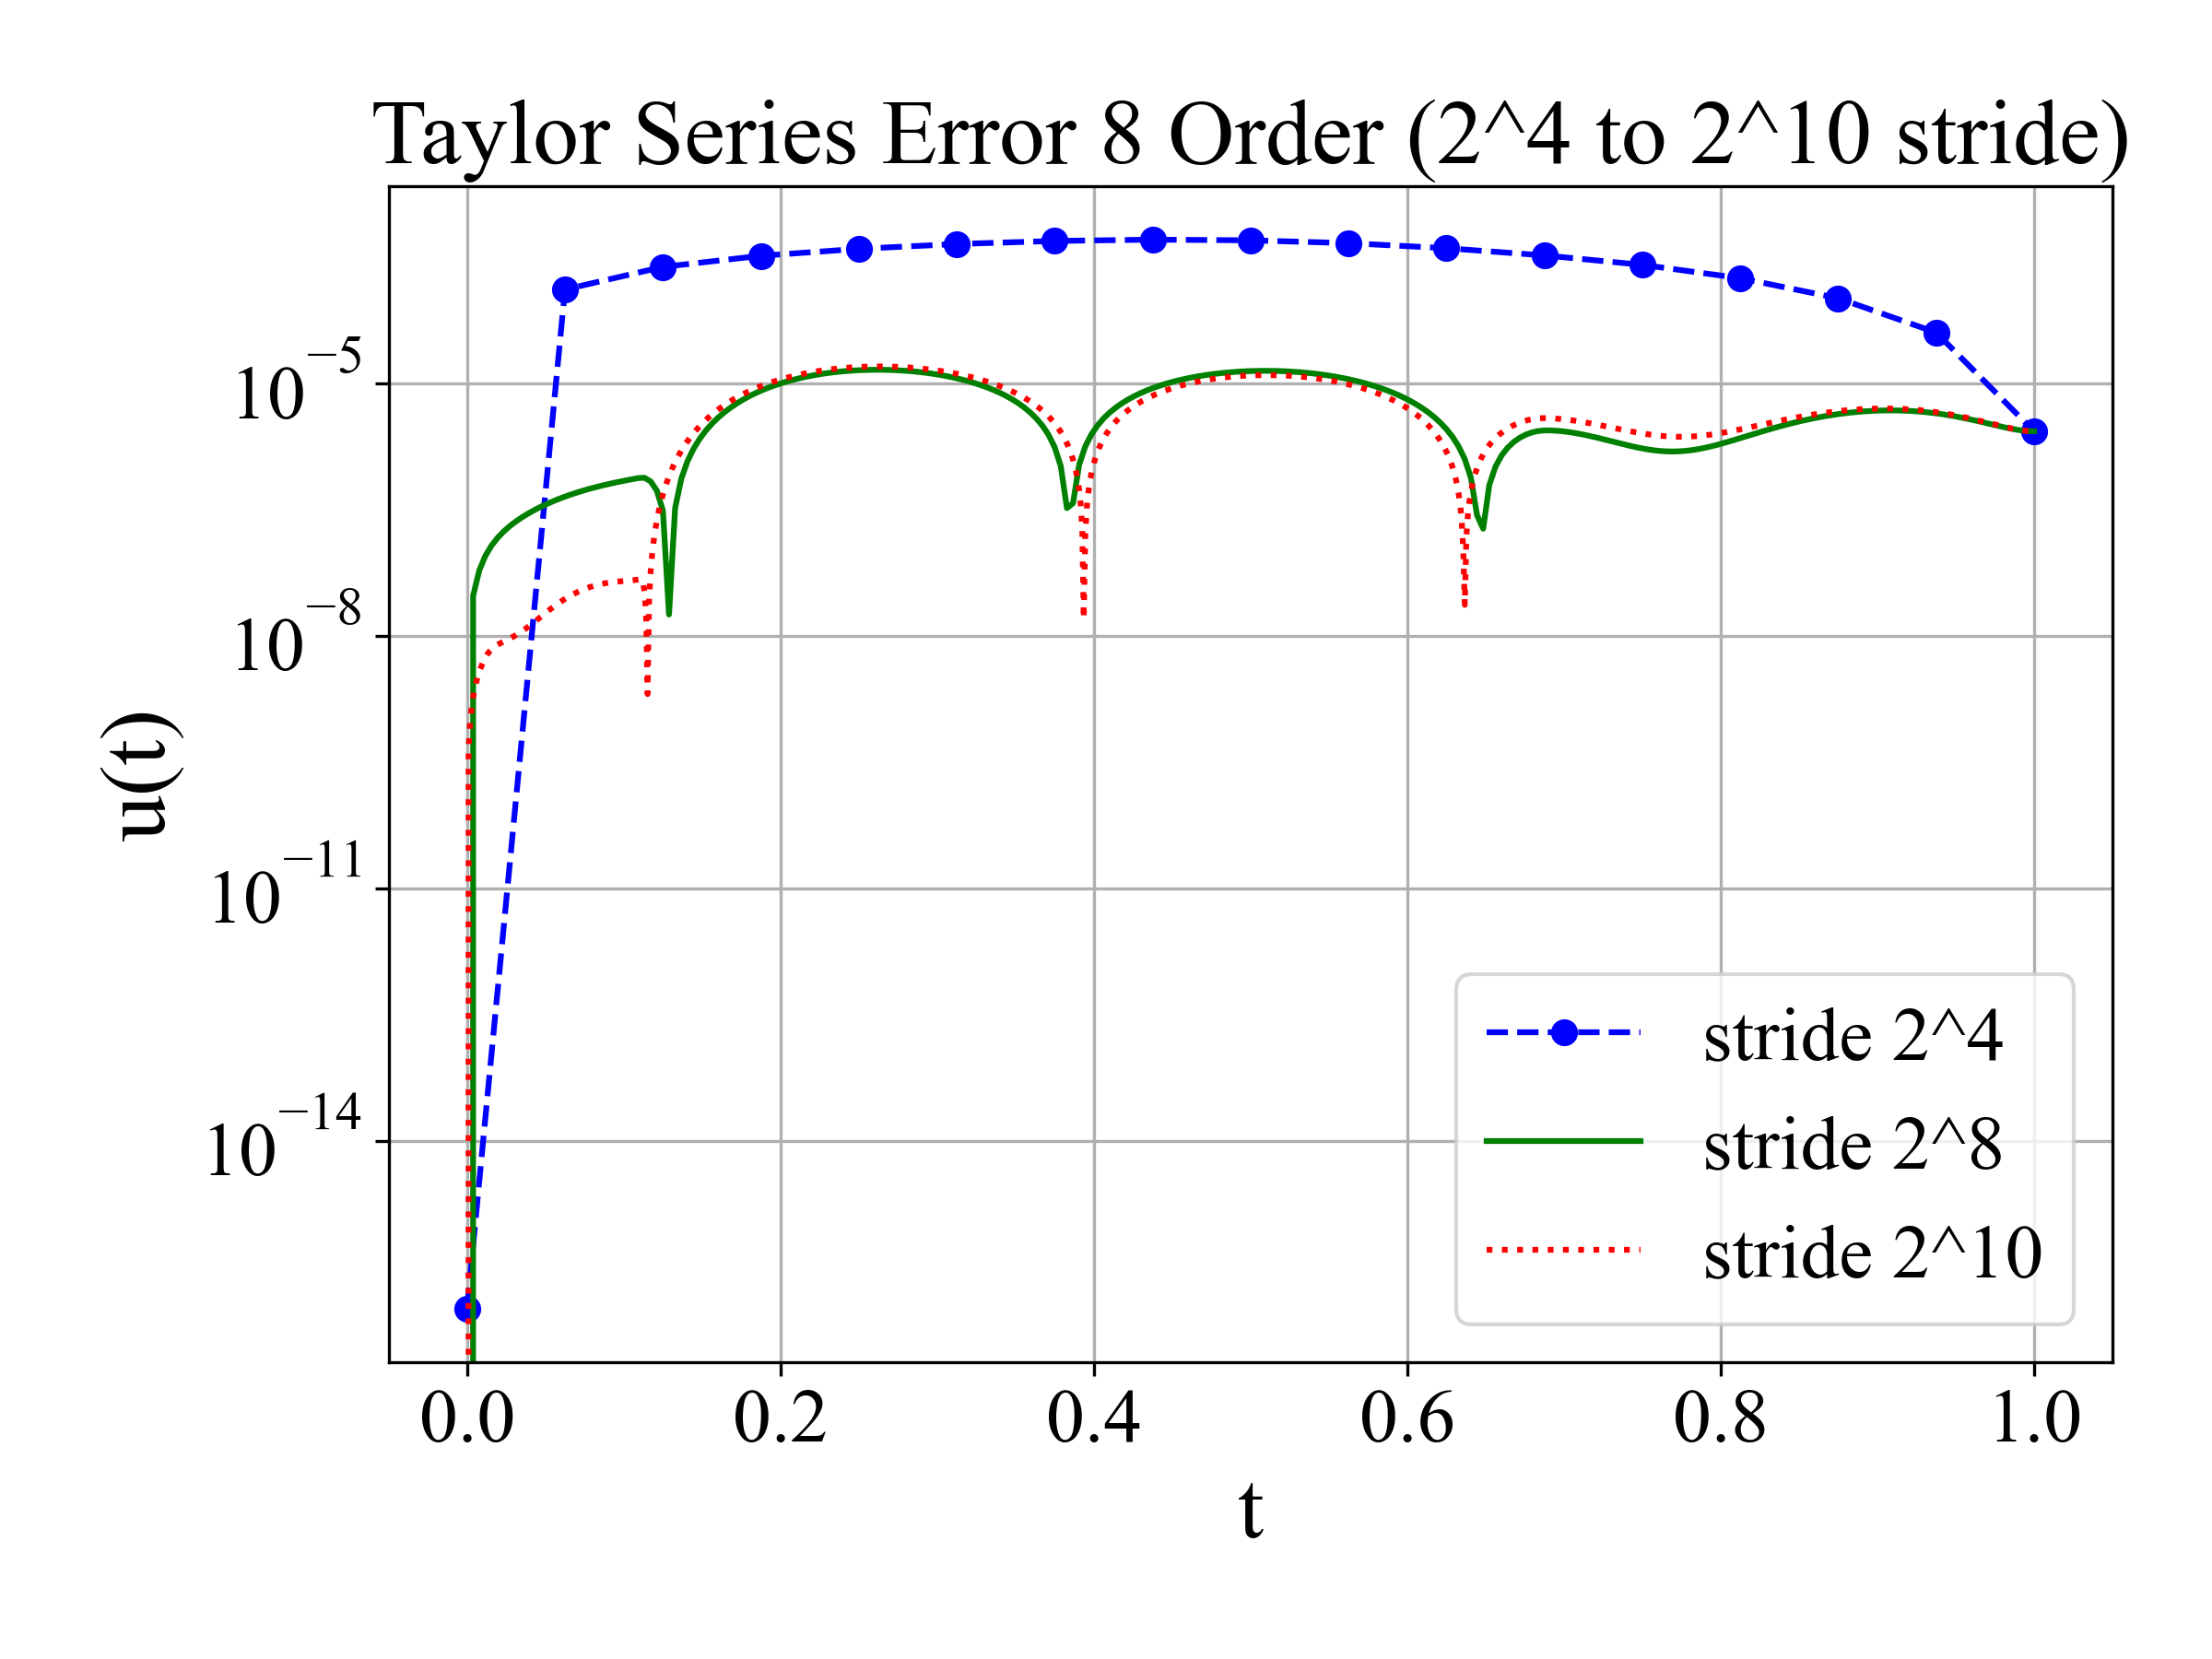 Taylor Series Error 8 Order (2^4 to 2^10 stride)
u(t)
10^−5
10^−8
10^−11
10^−14
stride 2^4
stride 2^8
stride 2^10
0.0 0.2 0.4 0.6 0.8 1.0
t